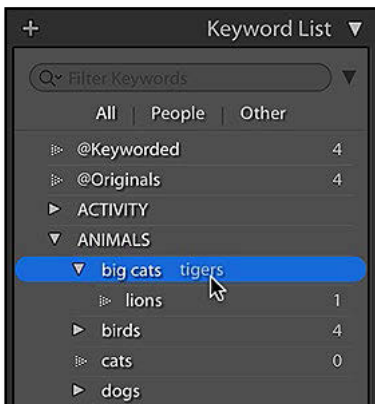 Keyword List
Filter Keywords
All | People | Other
@Keyworded 4
@Originals 4
ACTIVITY
ANIMALS
big cats tigers
lions 1
birds 4
cats 0
dogs